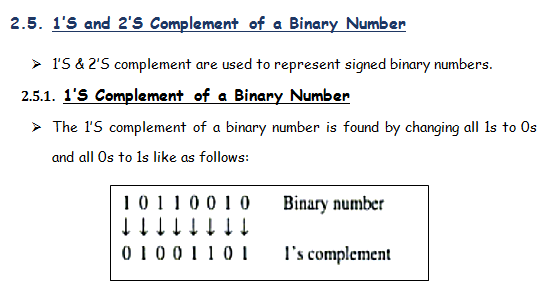 2.5. 1'S and 2'S Complement of a Binary Number
➢ 1'S & 2'S complement are used to represent signed binary numbers.
2.5.1. 1'S Complement of a Binary Number
➢ The 1'S complement of a binary number is found by changing all 1s to 0s
and all 0s to 1s like as follows:
1 0 1 1 0 0 1 0 Binary number
↓ ↓ ↓ ↓ ↓ ↓ ↓ ↓
0 1 0 0 1 1 0 1 1's complement